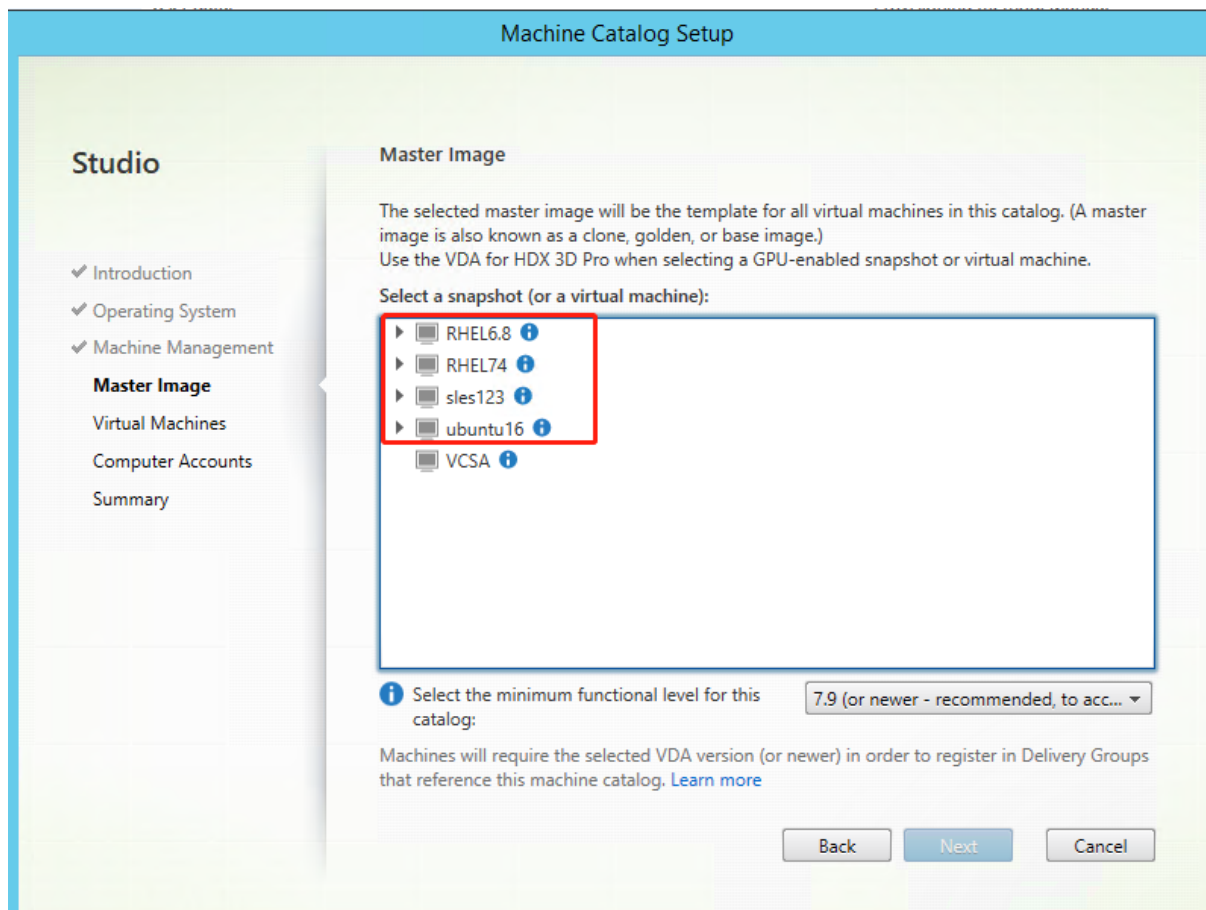 Machine Catalog Setup
Studio
Introduction
Operating System
Machine Management
Master Image
Virtual Machines
Computer Accounts
Summary
Master Image
The selected master image will be the template for all virtual machines in this catalog. (A master
image is also known as a clone, golden, or base image.)
Use the VDA for HDX 3D Pro when selecting a GPU-enabled snapshot or virtual machine.
Select a snapshot (or a virtual machine):
RHEL6.8
RHEL74
sles123
ubuntu16
VCSA
Select the minimum functional level for this
catalog:
7.9 (or newer - recommended, to acc...
Machines will require the selected VDA version (or newer) in order to register in Delivery Groups
that reference this machine catalog. Learn more
Back
Next
Cancel